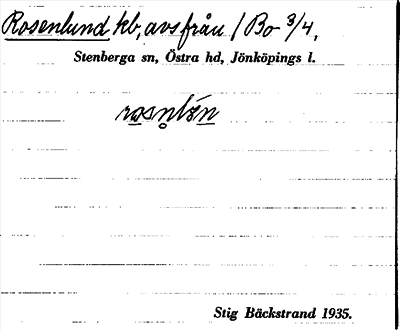 Rosenlund kb, avs från 1 Bo 3/4,
Stenberga sn, Östra hd, Jönköpings l.
Stig Bäckstrand 1935.